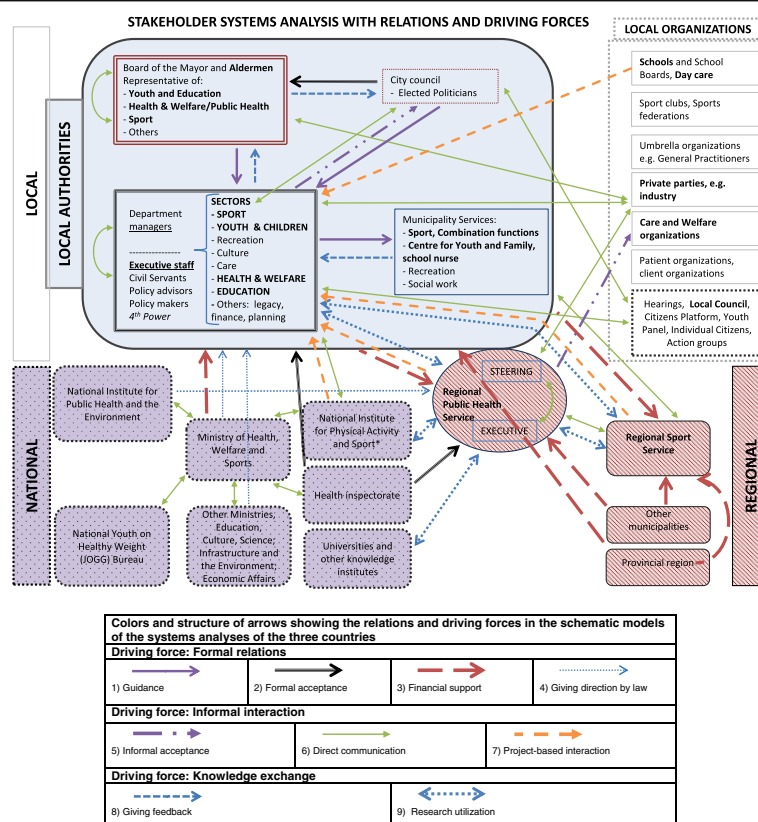 STAKEHOLDER SYSTEMS ANALYSIS WITH RELATIONS AND DRIVING FORCES
LOCAL
LOCAL AUTHORITIES
Board of the Mayor and Aldermen
Representative of:
- Youth and Education
- Health & Welfare/Public Health
- Sport
- Others
City council
- Elected Politicians
Department
managers
----------------
Executive staff
Civil Servants
Policy advisors
Policy makers
4th Power
SECTORS
- SPORT
- YOUTH & CHILDREN
- Recreation
- Culture
- Care
- HEALTH & WELFARE
- EDUCATION
- Others: legacy,
finance, planning
Municipality Services:
- Sport, Combination functions
- Centre for Youth and Family,
school nurse
- Recreation
- Social work
LOCAL ORGANIZATIONS
Schools and School
Boards, Day care
Sport clubs, Sports
federations
Umbrella organizations
e.g. General Practitioners
Private parties, e.g.
industry
Care and Welfare
organizations
Patient organizations,
client organizations
Hearings, Local Council,
Citizens Platform, Youth
Panel, Individual Citizens,
Action groups
NATIONAL
National Institute for
Public Health and the
Environment
Ministry of Health,
Welfare and
Sports
National Institute
for Physical Activity
and Sport*
Health inspectorate
National Youth on
Healthy Weight
(JOGG) Bureau
Other Ministries,
Education,
Culture, Science;
Infrastructure and
the Environment;
Economic Affairs
Universities and
other knowledge
institutes
STEERING
Regional
Public Health
Service
EXECUTIVE
Regional Sport
Service
Other
municipalities
Provincial region
REGIONAL
Colors and structure of arrows showing the relations and driving forces in the schematic models
of the systems analyses of the three countries
Driving force: Formal relations
1) Guidance
2) Formal acceptance
3) Financial support
4) Giving direction by law
Driving force: Informal interaction
5) Informal acceptance
6) Direct communication
7) Project-based interaction
Driving force: Knowledge exchange
8) Giving feedback
9) Research utilization